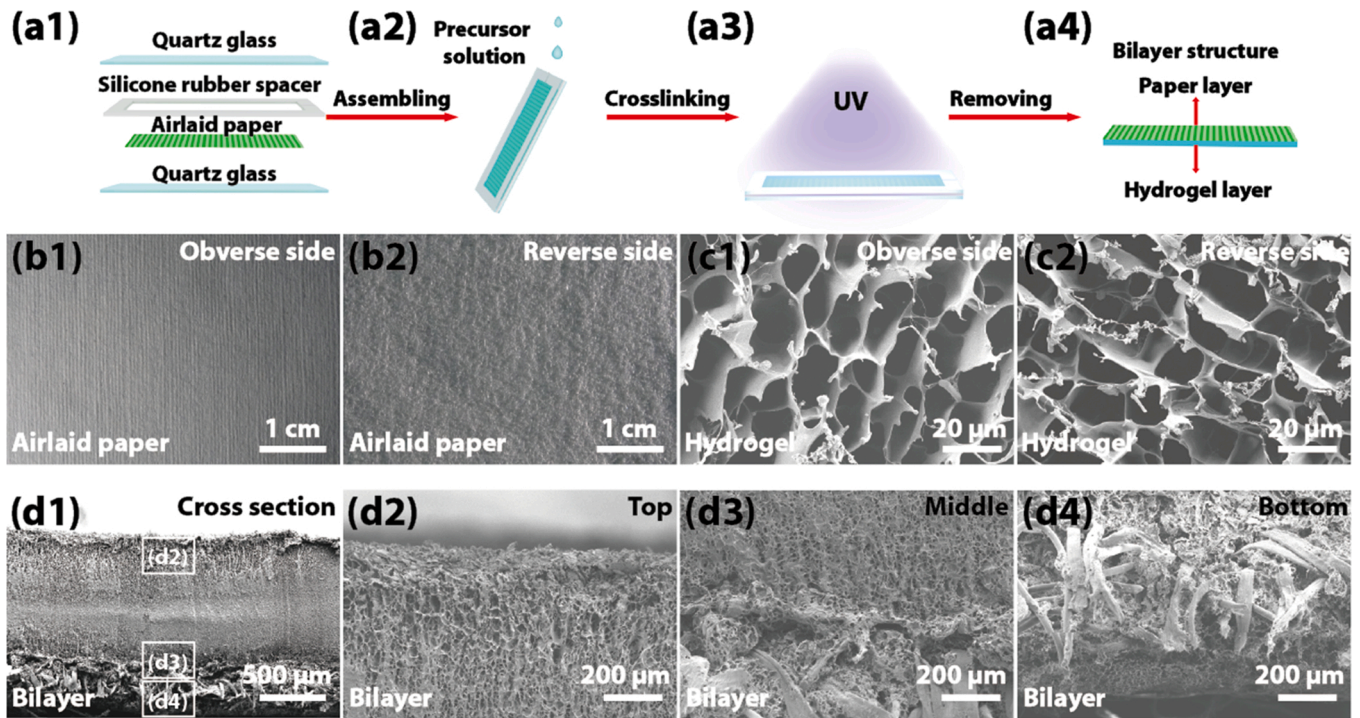 (a1)
Quartz glass
Silicone rubber spacer
Airlaid paper
Quartz glass
Assembling
(a2)
Precursor
solution
Crosslinking
(a3)
UV
Removing
(a4)
Bilayer structure
Paper layer
Hydrogel layer
(b1)
Obverse side
Airlaid paper
1 cm
(b2)
Reverse side
Airlaid paper
1 cm
(c1)
Obverse side
Hydrogel
20 μm
(c2)
Reverse side
Hydrogel
20 μm
(d1)
Cross section
(d2)
(d3)
(d4)
Bilayer
500 μm
(d2)
Top
Bilayer
200 μm
(d3)
Middle
Bilayer
200 μm
(d4)
Bottom
Bilayer
200 μm